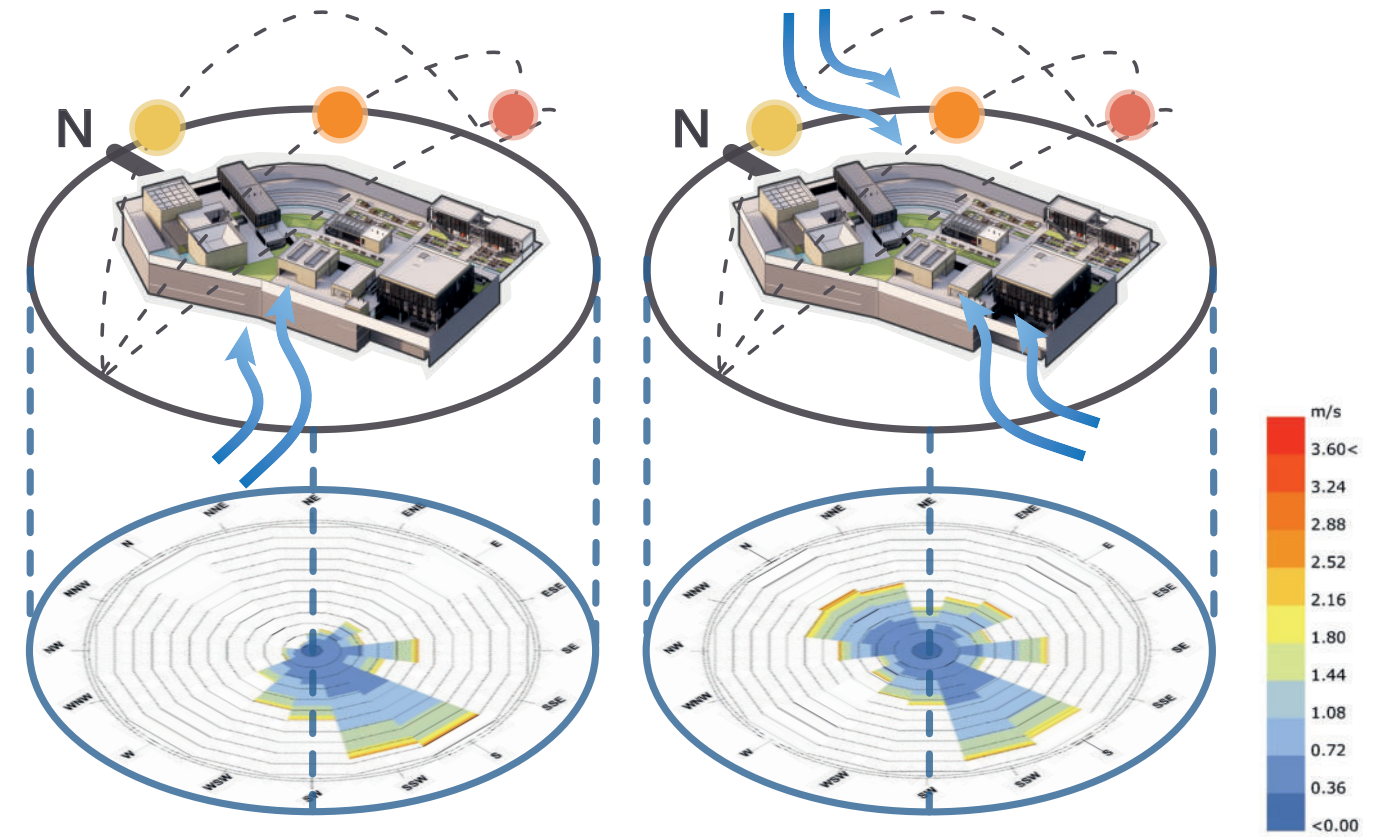 N
N
NE
NNE
ENE
N
E
NNW
ESE
NW
SE
WNW
SSE
W
S
WSW
SSW
SW
NE
NNE
ENE
N
E
NNW
ESE
NW
SE
WNW
SSE
W
S
WSW
SSW
SW
m/s
3.60<
3.24
2.88
2.52
2.16
1.80
1.44
1.08
0.72
0.36
<0.00